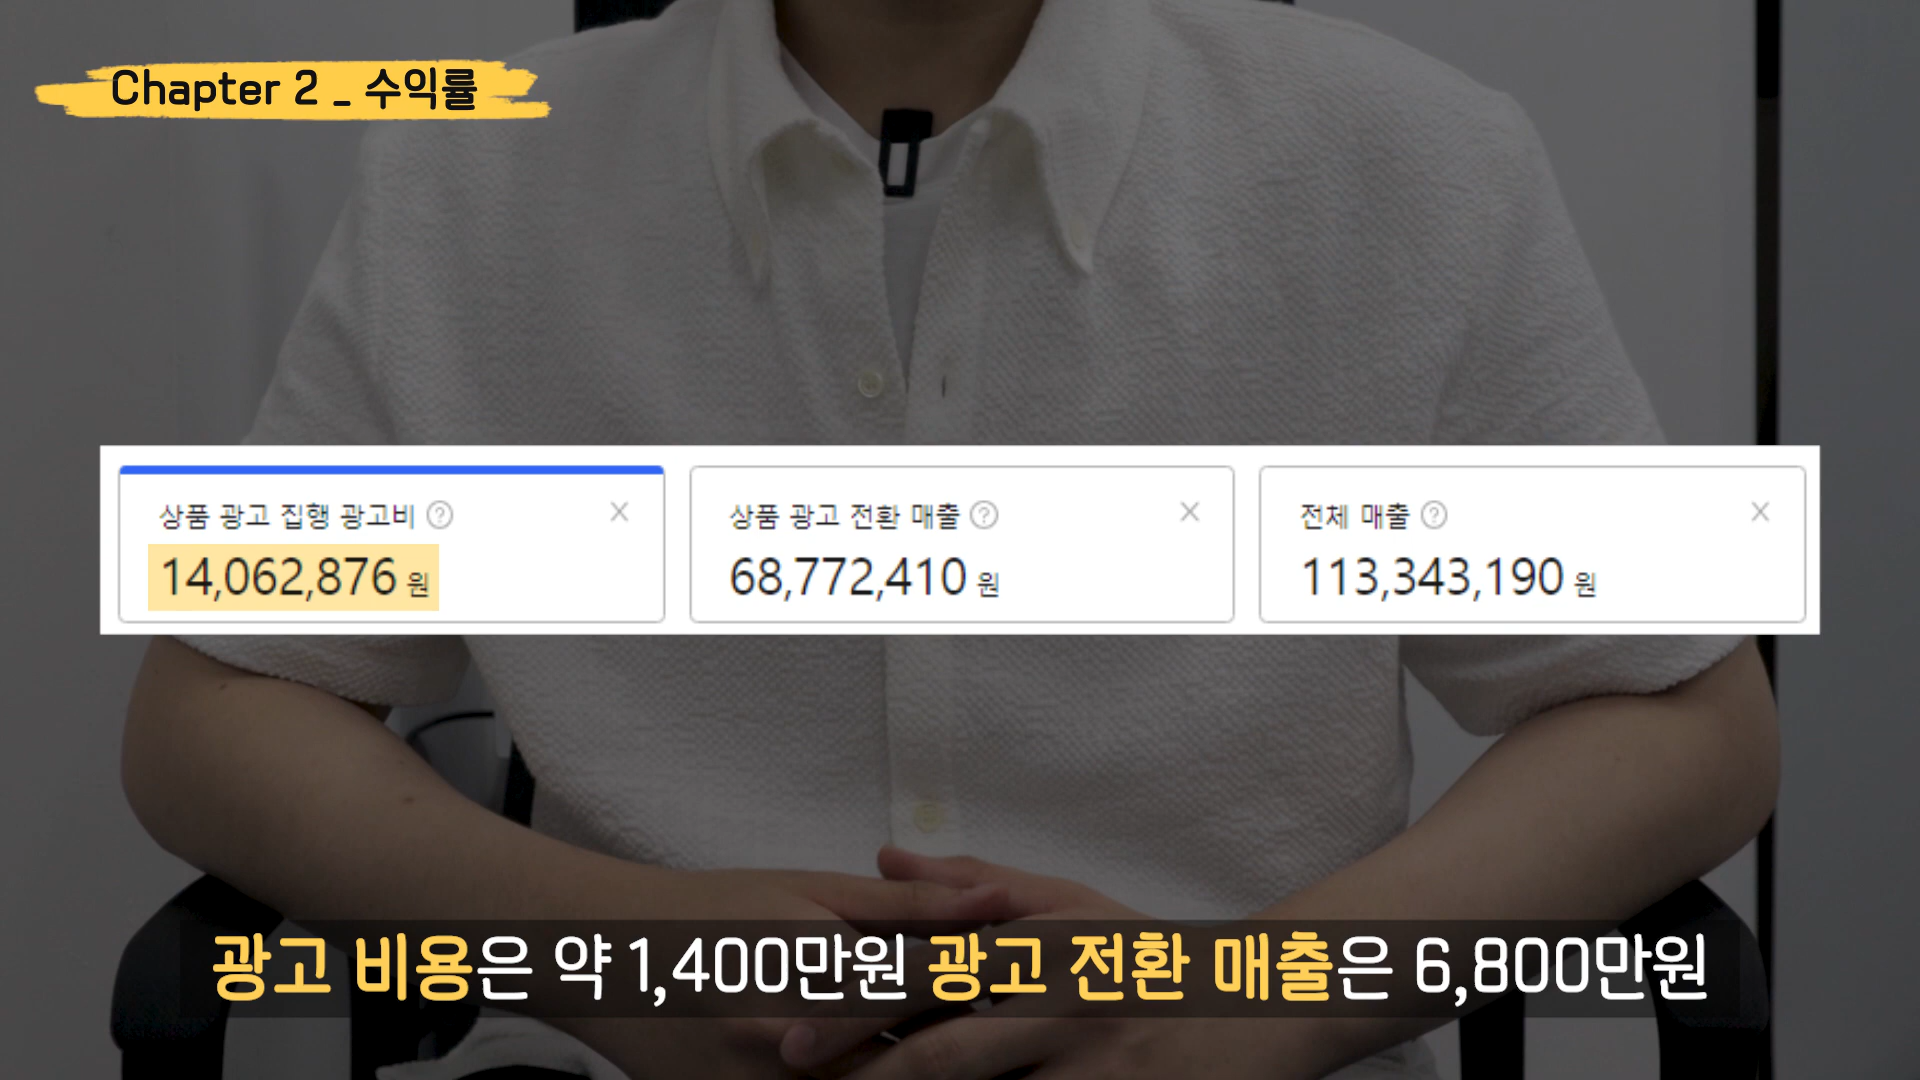 Chapter 2 _ 수익률
상품 광고 집행 광고비 ? ×
14,062,876 원
상품 광고 전환 매출 ? ×
68,772,410 원
전체 매출 ? ×
113,343,190 원
광고 비용은 약 1,400만원 광고 전환 매출은 6,800만원